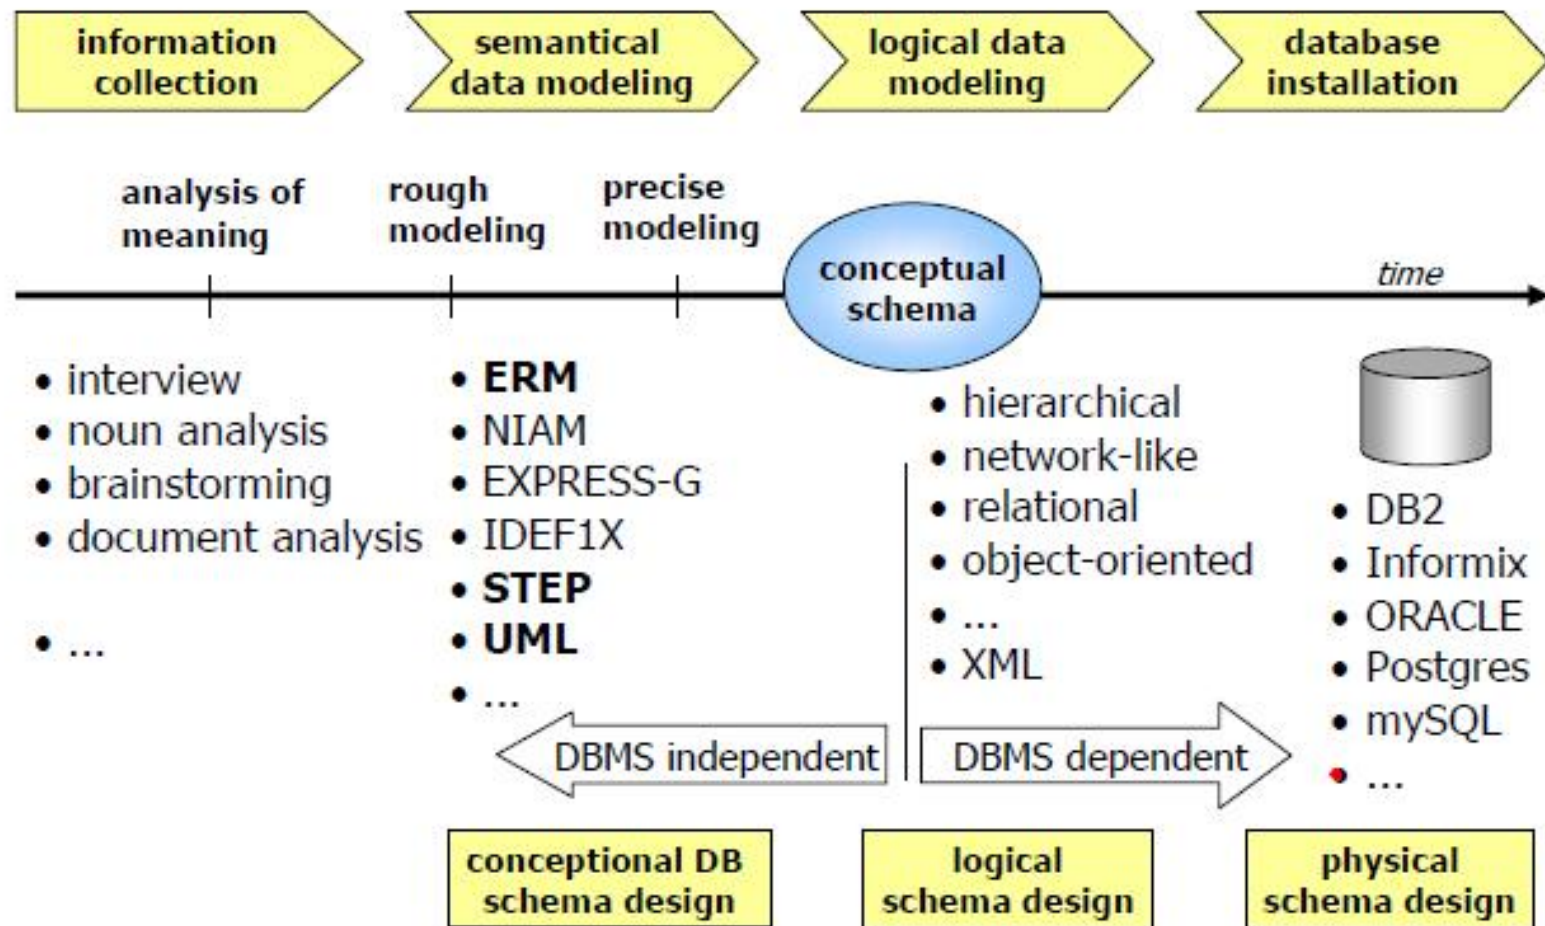 information
collection
semantical
data modeling
logical data
modeling
database
installation
analysis of
meaning
rough
modeling
precise
modeling
conceptual
schema
time
• interview
• noun analysis
• brainstorming
• document analysis
• ...
• ERM
• NIAM
• EXPRESS-G
• IDEF1X
• STEP
• UML
• ...
• hierarchical
• network-like
• relational
• object-oriented
• ...
• XML
• DB2
• Informix
• ORACLE
• Postgres
• mySQL
• ...
DBMS independent
DBMS dependent
conceptional DB
schema design
logical
schema design
physical
schema design